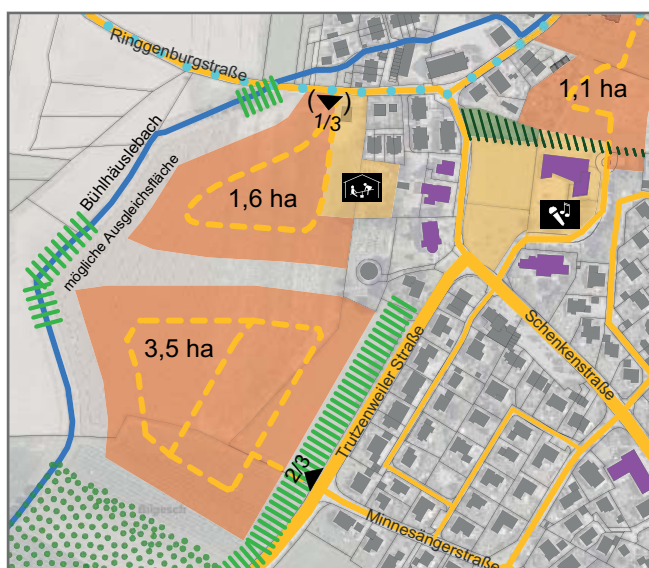 Ringgenburgstraße
1,1 ha
(1/3)
Bühlhäuslebach
1,6 ha
mögliche Ausgleichsfläche
3,5 ha
Schenkenstraße
Trutzenweiler Straße
2/3
Minnesängerstraße